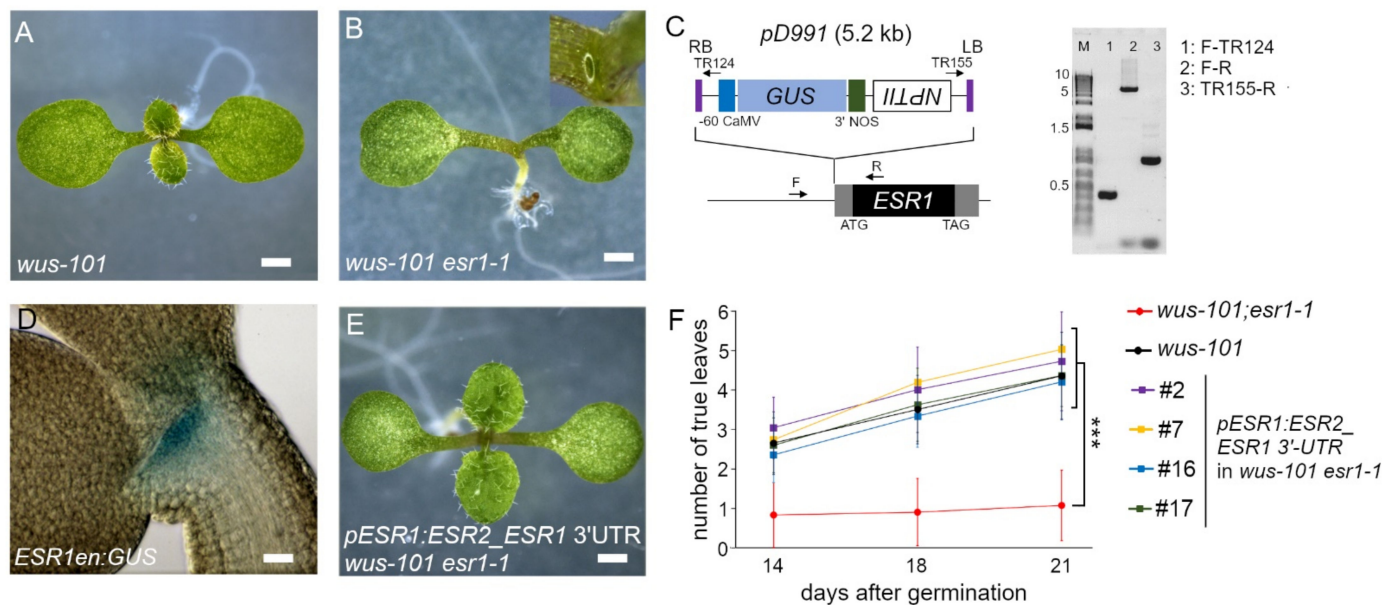 A
wus-101
B
wus-101 esr1-1
C
pD991 (5.2 kb)
RB
LB
TR124
TR155
GUS
NPTII
-60 CaMV
3' NOS
F
R
ESR1
ATG
TAG
M 1 2 3
10
5
1.5
0.5
1: F-TR124
2: F-R
3: TR155-R
D
ESR1en:GUS
E
pESR1:ESR2_ESR1 3'UTR
wus-101 esr1-1
F
number of true leaves
6
5
4
3
2
1
0
14 18 21
days after germination
***
wus-101;esr1-1
wus-101
#2
#7
#16
#17
pESR1:ESR2_
ESR1 3'-UTR
in wus-101 esr1-1